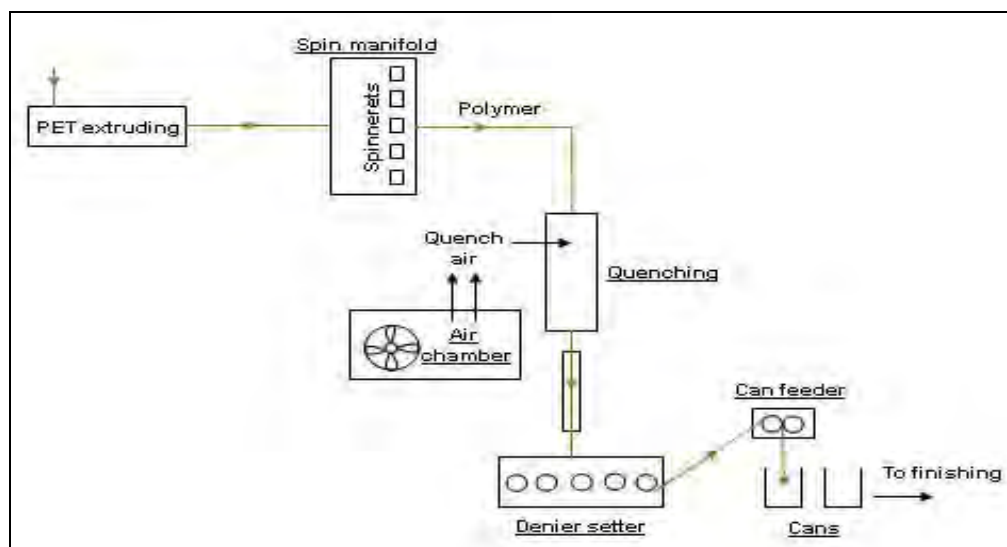 Spin. manifold
PET extruding
Spinnerets
Polymer
Quench
air
Quenching
Air
chamber
Can feeder
To finishing
Denier setter
Cans